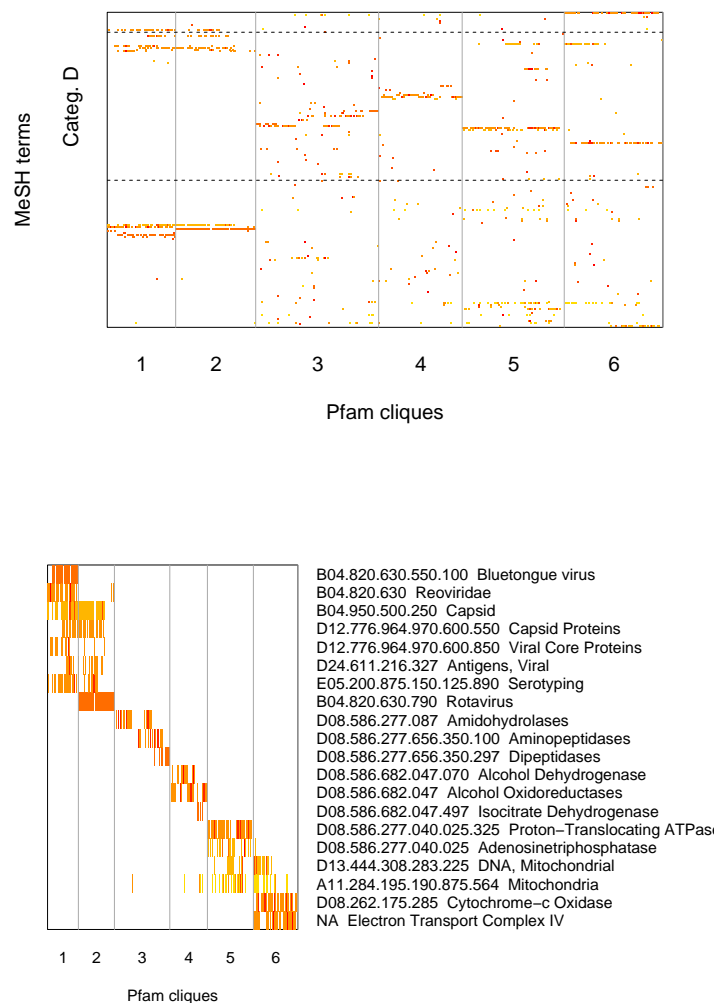 MeSH terms
Categ. D
1 2 3 4 5 6
Pfam cliques
B04.820.630.550.100 Bluetongue virus
B04.820.630 Reoviridae
B04.950.500.250 Capsid
D12.776.964.970.600.550 Capsid Proteins
D12.776.964.970.600.850 Viral Core Proteins
D24.611.216.327 Antigens, Viral
E05.200.875.150.125.890 Serotyping
B04.820.630.790 Rotavirus
D08.586.277.087 Amidohydrolases
D08.586.277.656.350.100 Aminopeptidases
D08.586.277.656.350.297 Dipeptidases
D08.586.682.047.070 Alcohol Dehydrogenase
D08.586.682.047 Alcohol Oxidoreductases
D08.586.682.047.497 Isocitrate Dehydrogenase
D08.586.277.040.025.325 Proton−Translocating ATPase
D08.586.277.040.025 Adenosinetriphosphatase
D13.444.308.283.225 DNA, Mitochondrial
A11.284.195.190.875.564 Mitochondria
D08.262.175.285 Cytochrome−c Oxidase
NA Electron Transport Complex IV
1 2 3 4 5 6
Pfam cliques